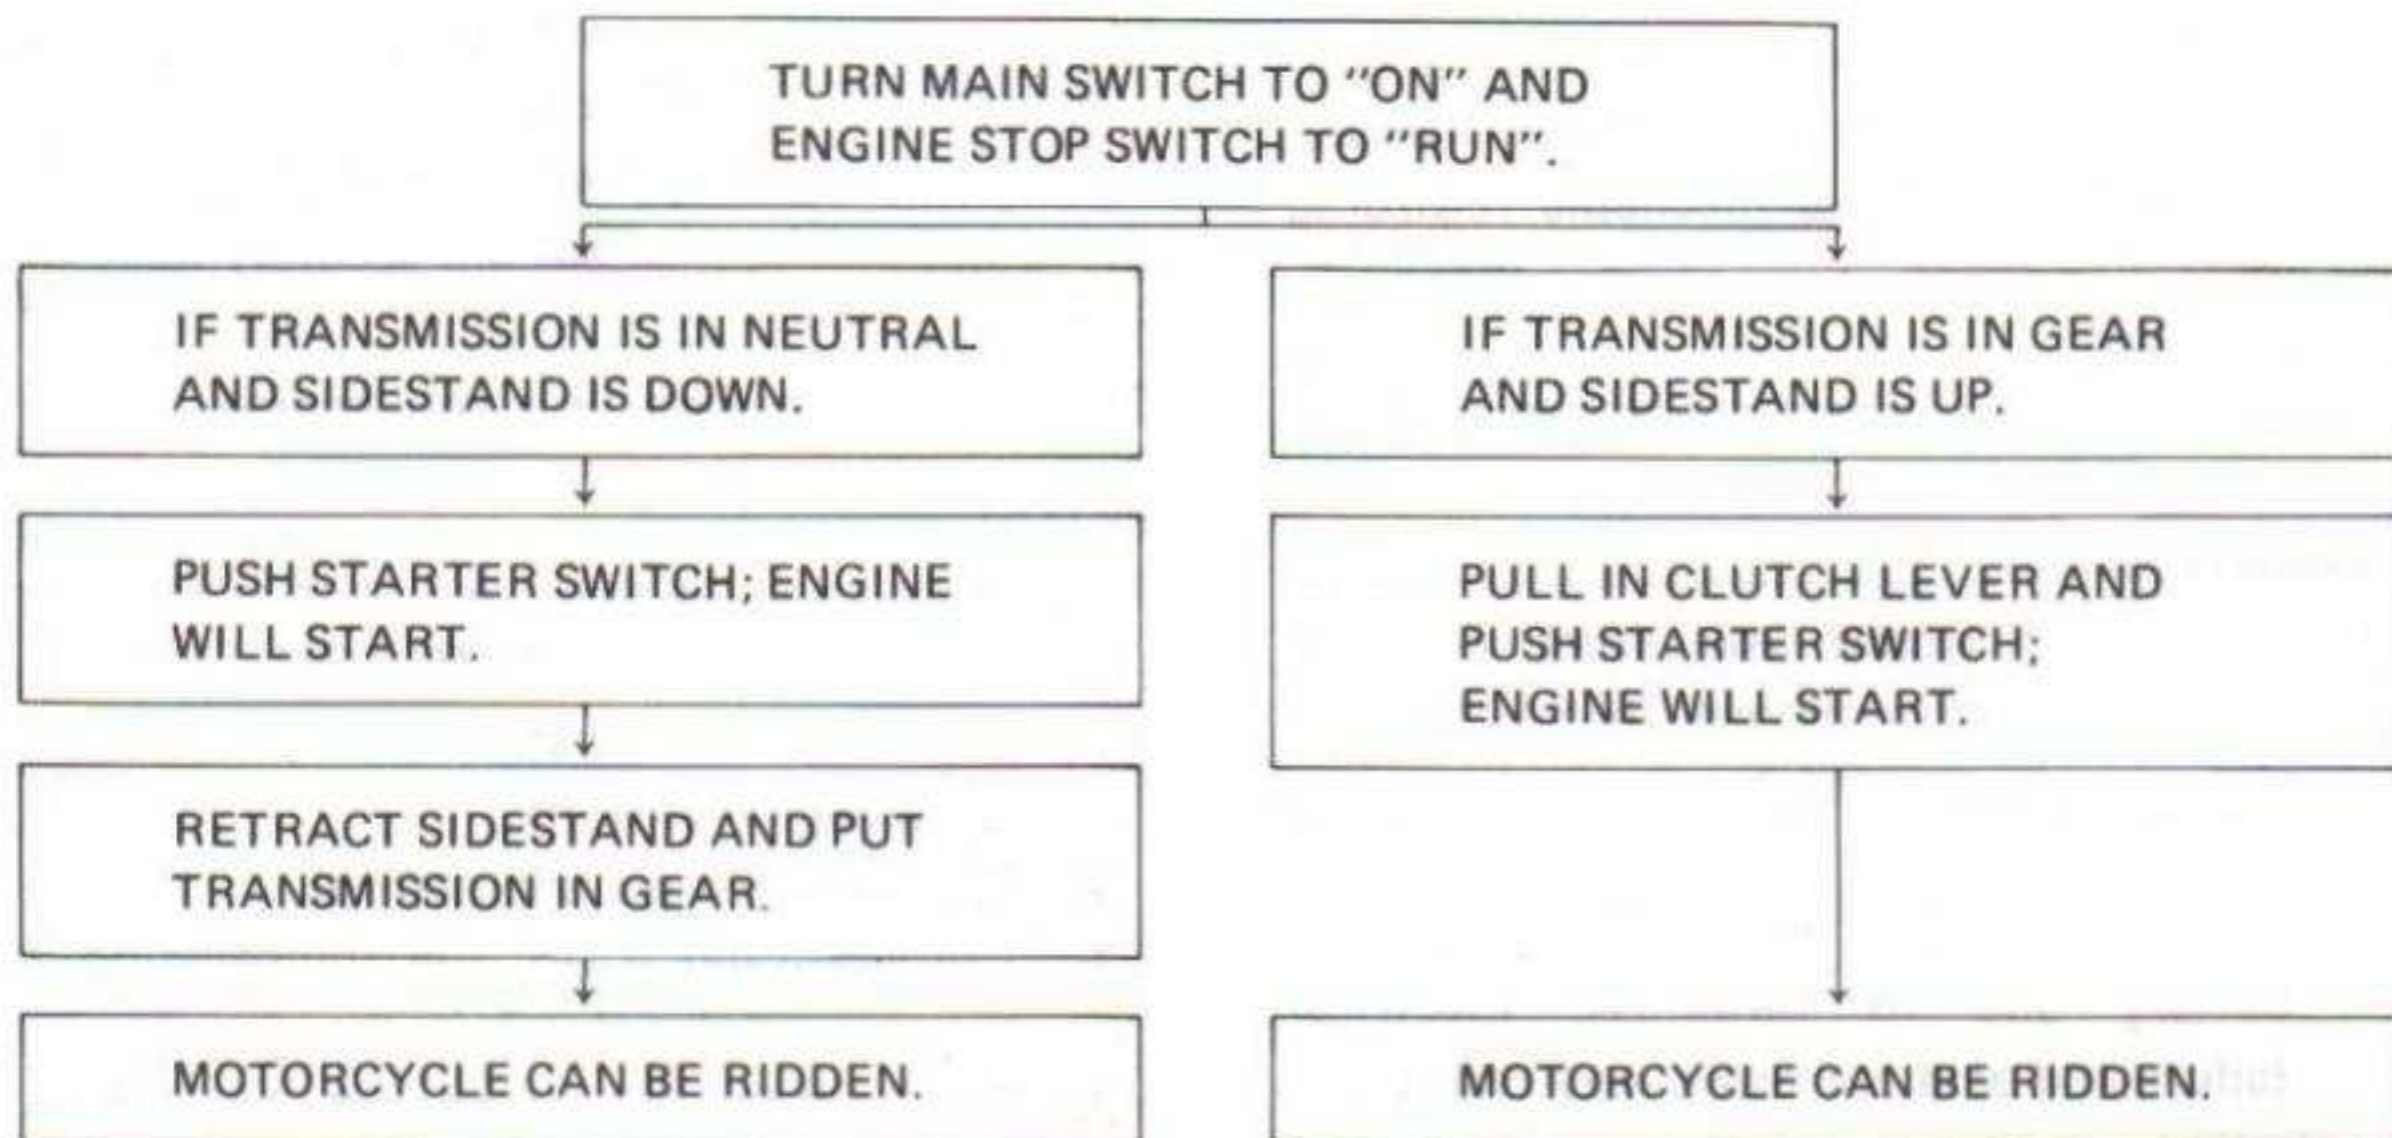 TURN MAIN SWITCH TO "ON" AND
ENGINE STOP SWITCH TO "RUN".
IF TRANSMISSION IS IN NEUTRAL
AND SIDESTAND IS DOWN.
PUSH STARTER SWITCH; ENGINE
WILL START.
RETRACT SIDESTAND AND PUT
TRANSMISSION IN GEAR.
MOTORCYCLE CAN BE RIDDEN.
IF TRANSMISSION IS IN GEAR
AND SIDESTAND IS UP.
PULL IN CLUTCH LEVER AND
PUSH STARTER SWITCH;
ENGINE WILL START.
MOTORCYCLE CAN BE RIDDEN.